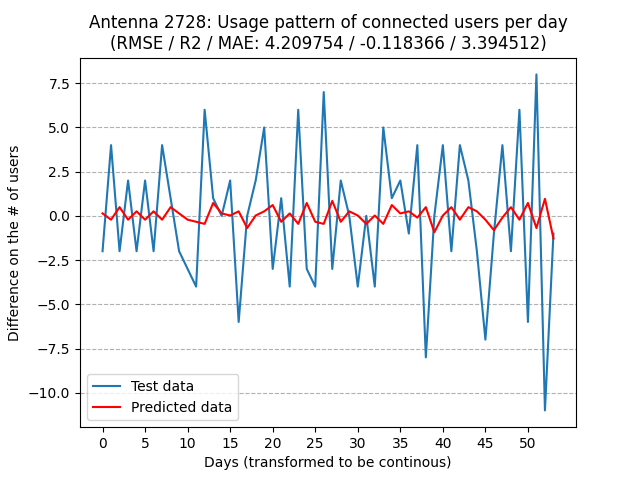 Antenna 2728: Usage pattern of connected users per day
(RMSE / R2 / MAE: 4.209754 / -0.118366 / 3.394512)
Difference on the # of users
7.5
5.0
2.5
0.0
−2.5
−5.0
−7.5
−10.0
Test data
Predicted data
0 5 10 15 20 25 30 35 40 45 50
Days (transformed to be continous)